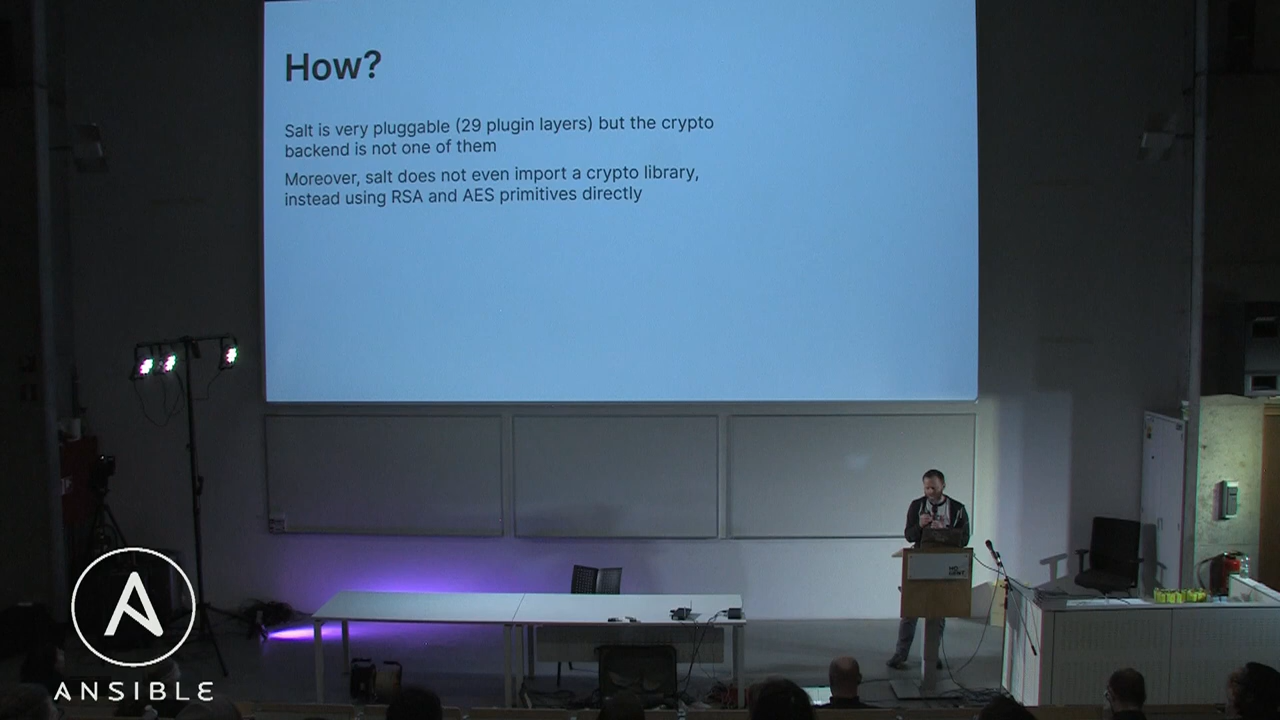 How?
Salt is very pluggable (29 plugin layers) but the crypto
backend is not one of them
Moreover, salt does not even import a crypto library,
instead using RSA and AES primitives directly
ANSIBLE